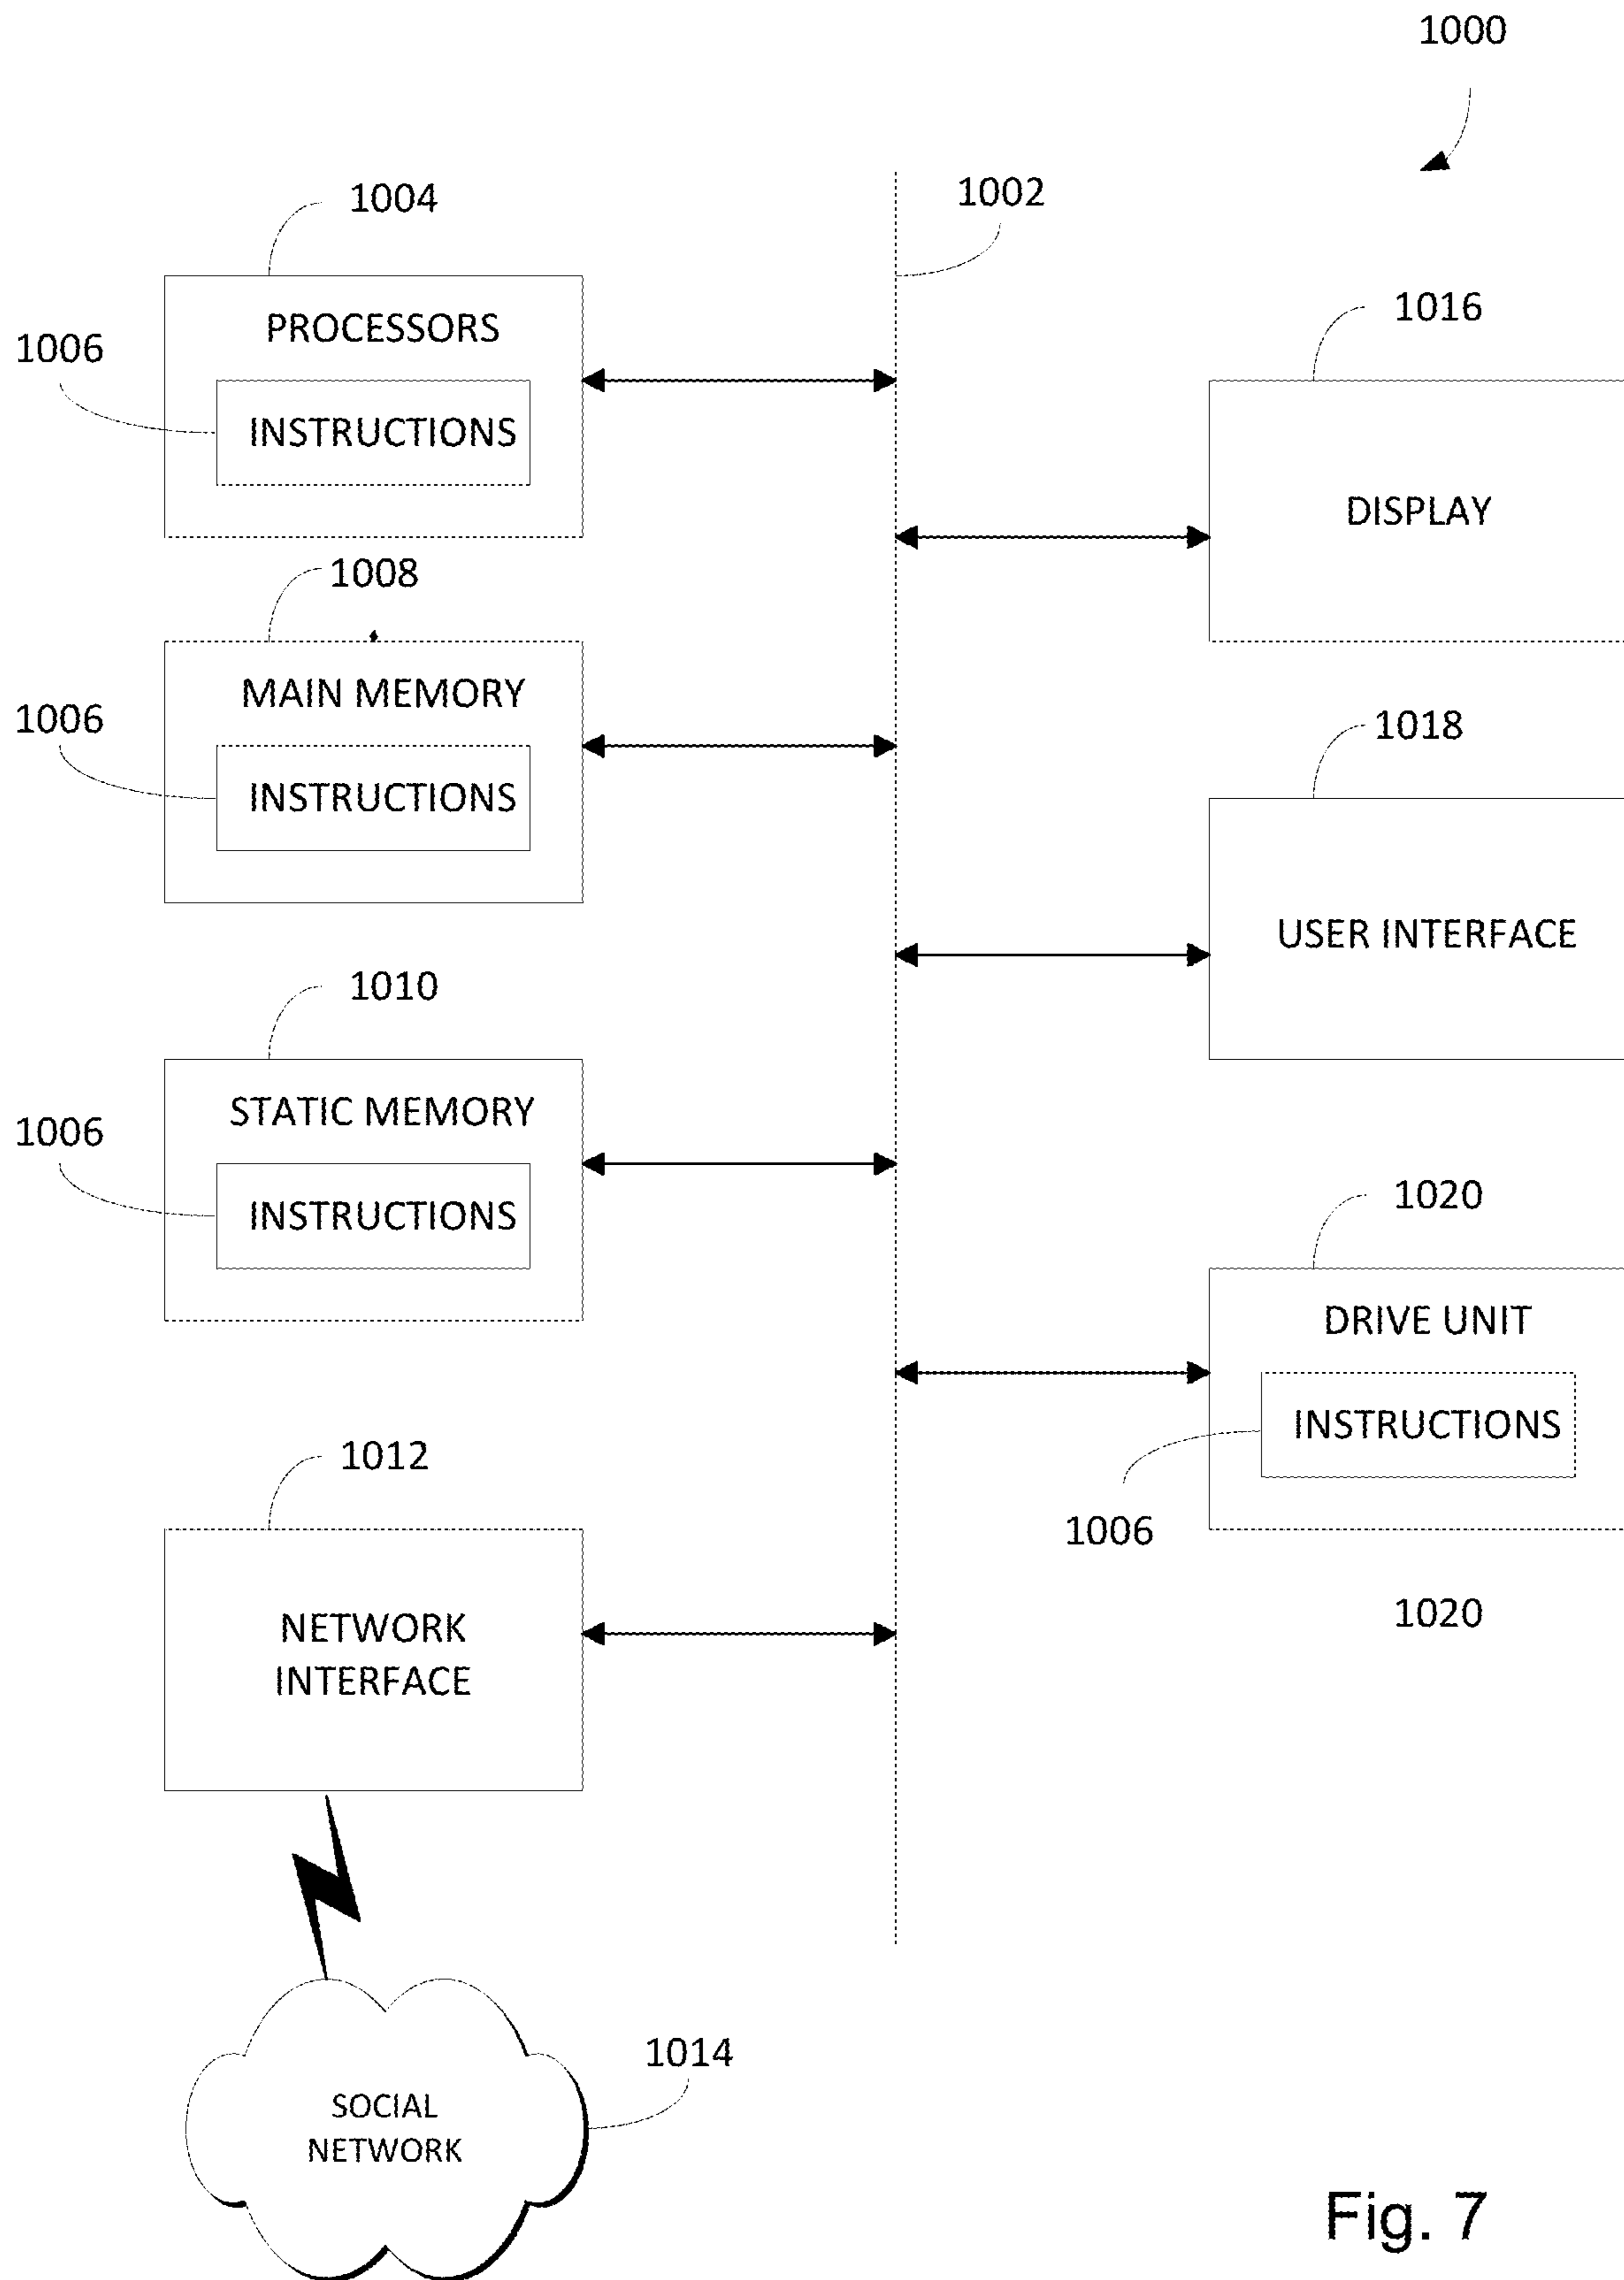 1000
1004
1002
PROCESSORS
1006
INSTRUCTIONS
1016
DISPLAY
1008
MAIN MEMORY
1006
INSTRUCTIONS
1018
USER INTERFACE
1010
STATIC MEMORY
1006
INSTRUCTIONS
1020
DRIVE UNIT
INSTRUCTIONS
1006
1020
1012
NETWORK
INTERFACE
1014
SOCIAL
NETWORK
Fig. 7